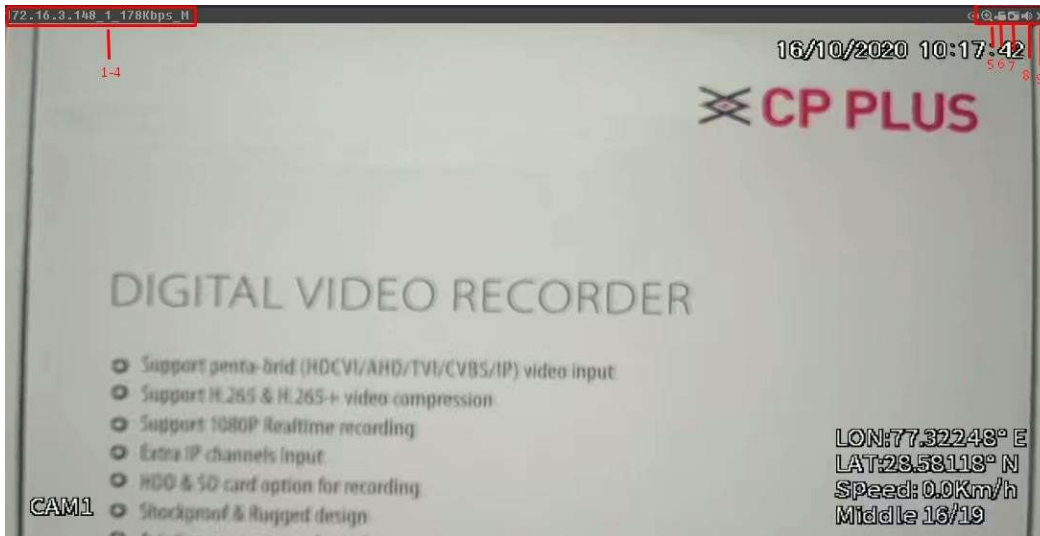 172.16.3.148_1_178Kbps_M
1-4
5 6 7
8
9
16/10/2020 10:17:42
CP PLUS
DIGITAL VIDEO RECORDER
Support penta-brid (HDCVI/AHD/TVI/CVBS/IP) video input
Support H.265 & H.265+ video compression
Support 1080P Realtime recording
Extra IP channels input
HDD & SD card option for recording
Shockproof & Rugged design
LON:77.32248° E
LAT:28.58118° N
Speed: 0.0Km/h
Middle 16/19
CAM1